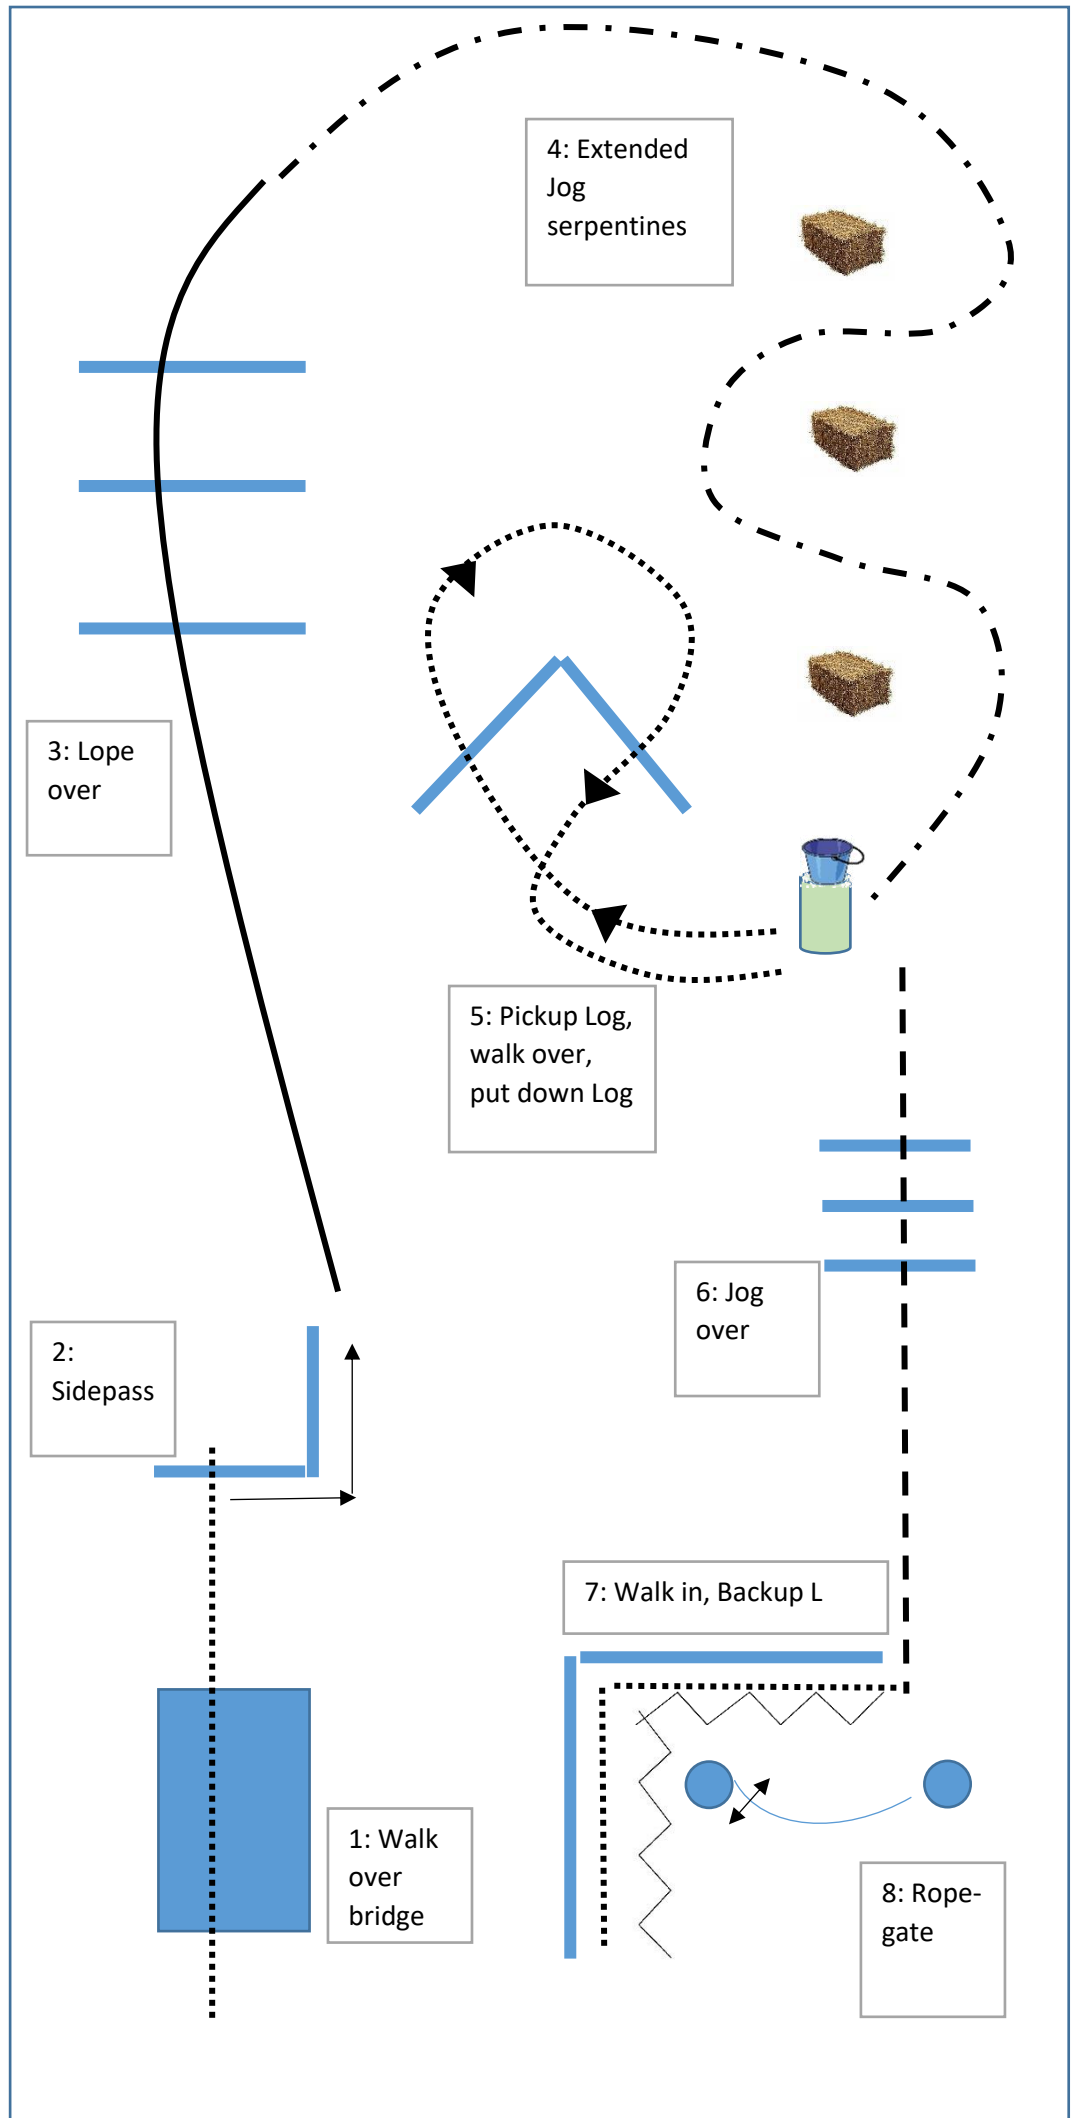 4: Extended
Jog
serpentines
3: Lope
over
5: Pickup Log,
walk over,
put down Log
6: Jog
over
2:
Sidepass
7: Walk in, Backup L
1: Walk
over
bridge
8: Rope-
gate